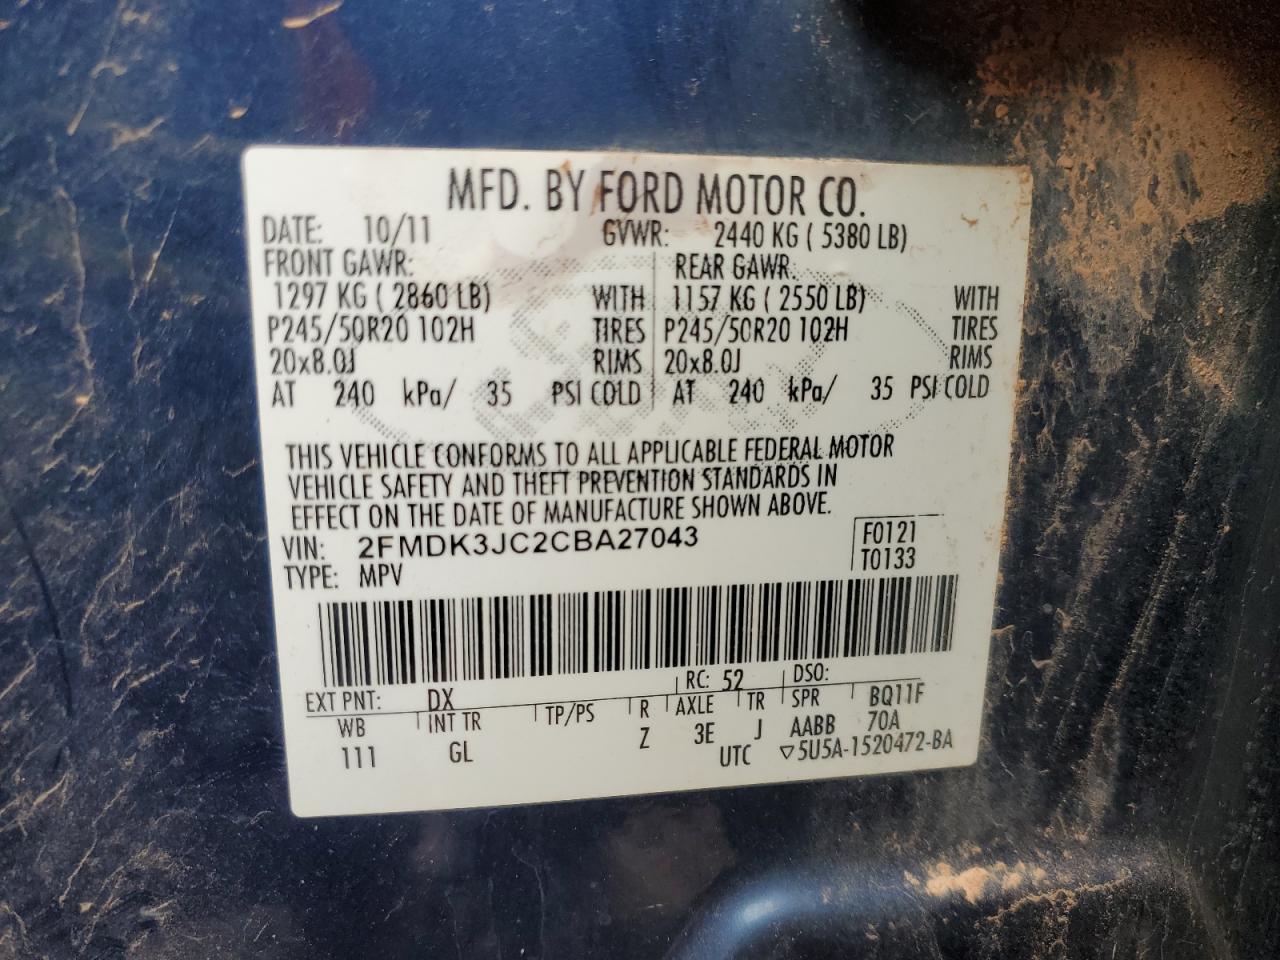 MFD. BY FORD MOTOR CO.
DATE: 10/11 GVWR: 2440 KG ( 5380 LB)
FRONT GAWR: REAR GAWR:
1297 KG ( 2860 LB) WITH 1157 KG ( 2550 LB) WITH
P245/50R20 102H TIRES P245/50R20 102H TIRES
20x8.0J RIMS 20x8.0J RIMS
AT 240 kPa/ 35 PSI COLD AT 240 kPa/ 35 PSI COLD
THIS VEHICLE CONFORMS TO ALL APPLICABLE FEDERAL MOTOR
VEHICLE SAFETY AND THEFT PREVENTION STANDARDS IN
EFFECT ON THE DATE OF MANUFACTURE SHOWN ABOVE.
VIN: 2FMDK3JC2CBA27043 F0121
TYPE: MPV T0133
EXT PNT: DX RC: 52 DSO:
WB INT TR TP/PS R AXLE TR SPR BQ11F
111 GL Z 3E J AABB 70A
UTC ▽5U5A-1520472-BA